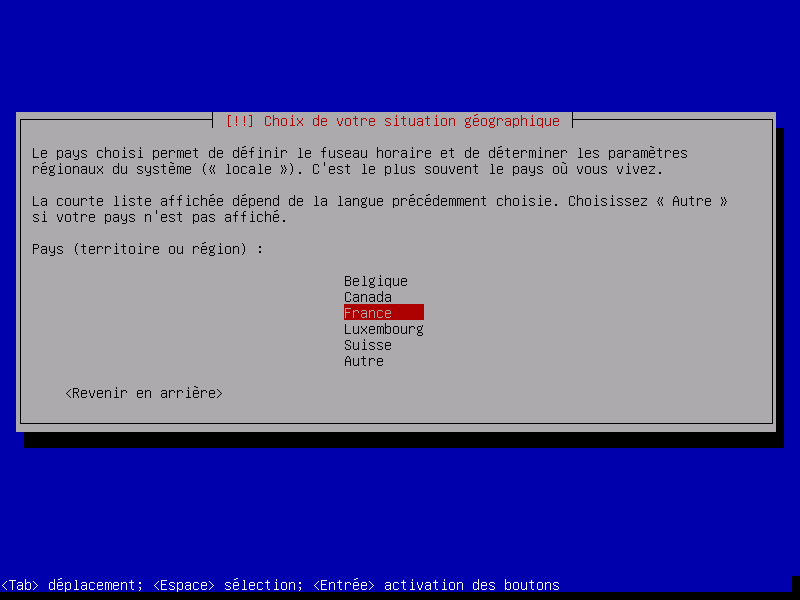 [!!] Choix de votre situation géographique
Le pays choisi permet de définir le fuseau horaire et de déterminer les paramètres
régionaux du système (« locale »). C'est le plus souvent le pays où vous vivez.
La courte liste affichée dépend de la langue précédemment choisie. Choisissez « Autre »
si votre pays n'est pas affiché.
Pays (territoire ou région) :
Belgique
Canada
France
Luxembourg
Suisse
Autre
<Revenir en arrière>
<Tab> déplacement; <Espace> sélection; <Entrée> activation des boutons